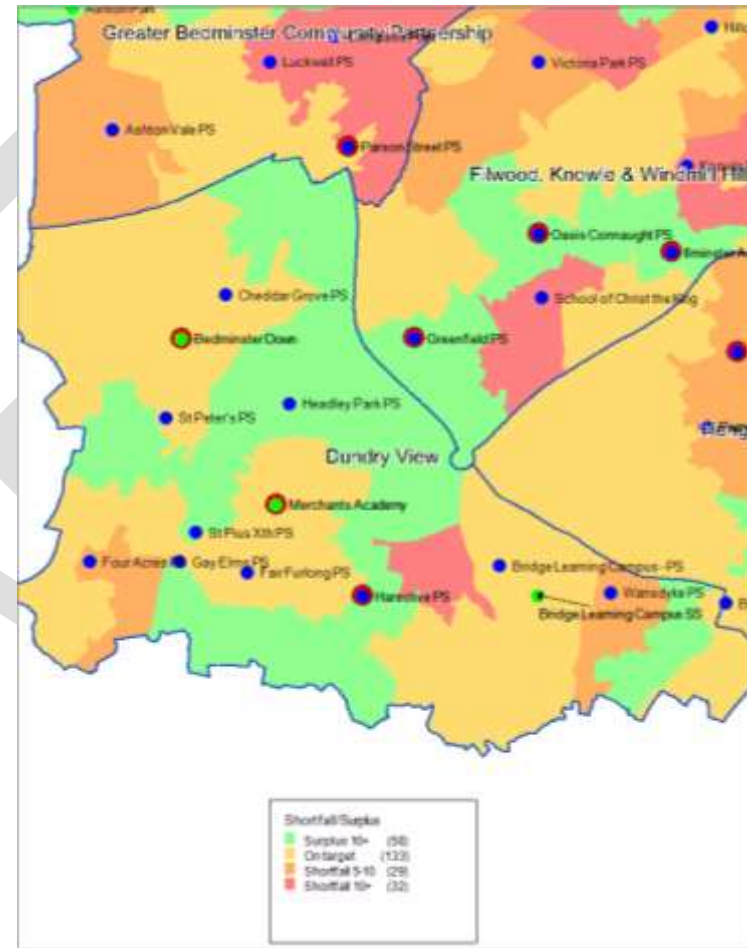 Ashton Park
Greater Bedminster Community Partnership
Luckwell PS
Victoria Park PS
Ashton Vale PS
Parson Street PS
Filwood, Knowle & Windmill Hill
Oasis Connaught PS
Ilminster A
Cheddar Grove PS
School of Christ the King
Bedminster Down
Greenfield PS
Headley Park PS
St Peter's PS
Dundry View
Merchants Academy
St Pius Xth PS
Four Acres
Gay Elms PS
Fair Furlong PS
Bridge Learning Campus - PS
Hareclive PS
Wansdyke PS
Bridge Learning Campus SS
Shortfall/Surplus
Surplus 10+ (58)
On target (133)
Shortfall 5-10 (29)
Shortfall 10+ (32)